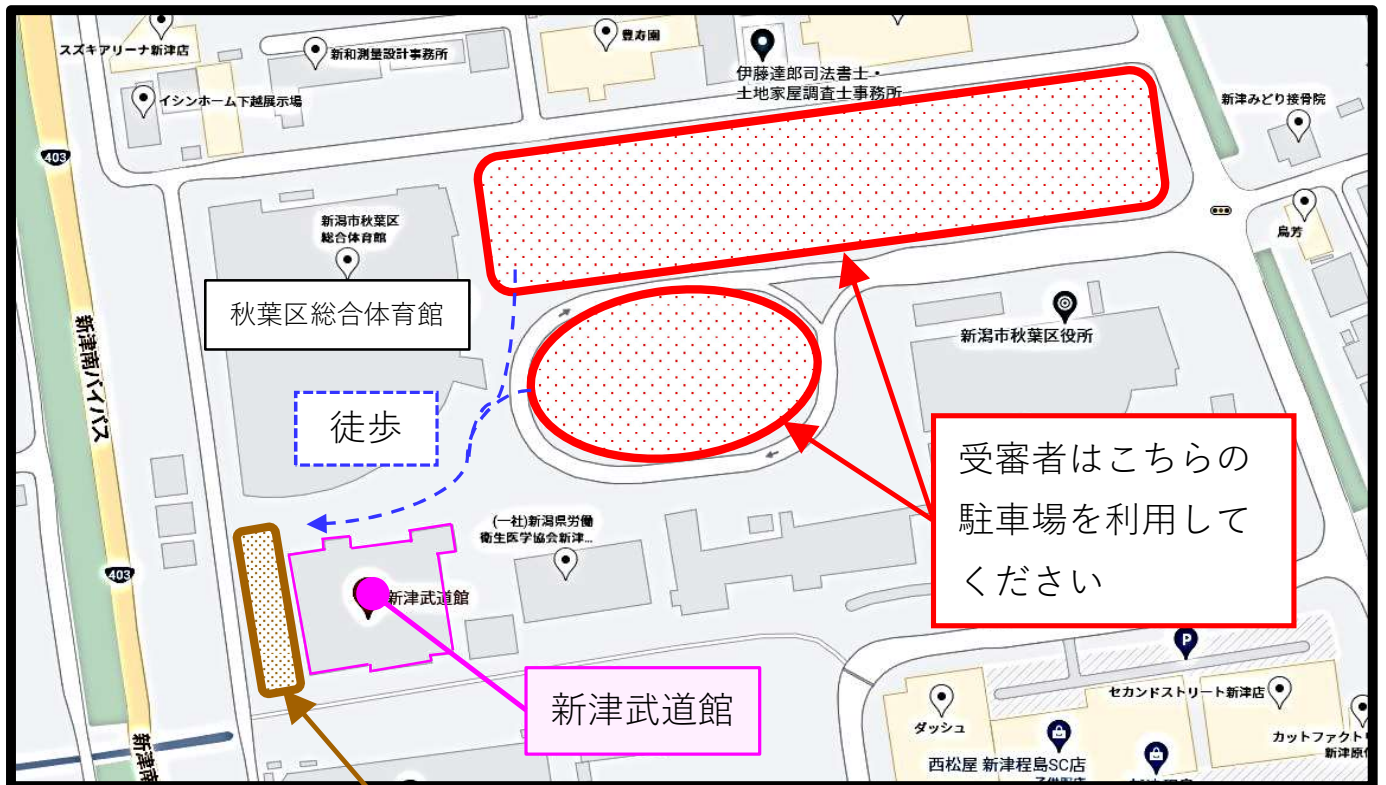 スズキアリーナ新津店
新和測量設計事務所
豊寿園
伊藤達郎司法書士・
土地家屋調査士事務所
イシンホーム下越展示場
新津みどり接骨院
403
新潟市秋葉区
総合体育館
鳥芳
秋葉区総合体育館
新潟市秋葉区役所
新津南バイパス
徒歩
受審者はこちらの
駐車場を利用して
ください
(一社)新潟県労働
衛生医学協会新津...
403
新津武道館
P
新津武道館
セカンドストリート新津店
ダッシュ
カットファクト
西松屋 新津程島SC店
新津南